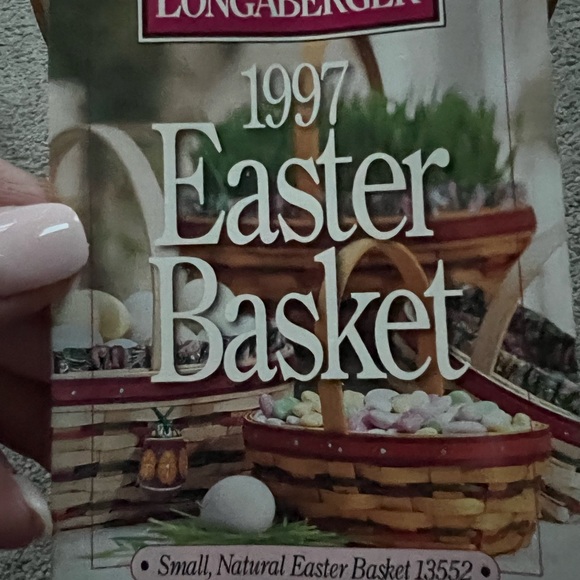 LONGABERGER
1997
Easter
Basket
• Small, Natural Easter Basket 13552 •